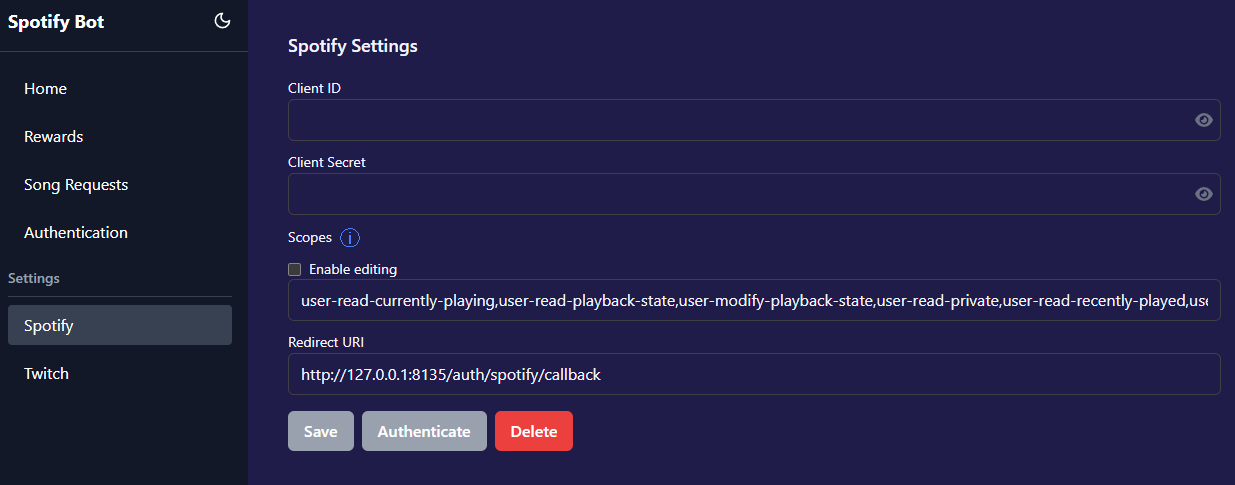 Spotify Bot
Home
Rewards
Song Requests
Authentication
Settings
Spotify
Twitch
Spotify Settings
Client ID
Client Secret
Scopes
Enable editing
user-read-currently-playing,user-read-playback-state,user-modify-playback-state,user-read-private,user-read-recently-played,use
Redirect URI
http://127.0.0.1:8135/auth/spotify/callback
Save
Authenticate
Delete